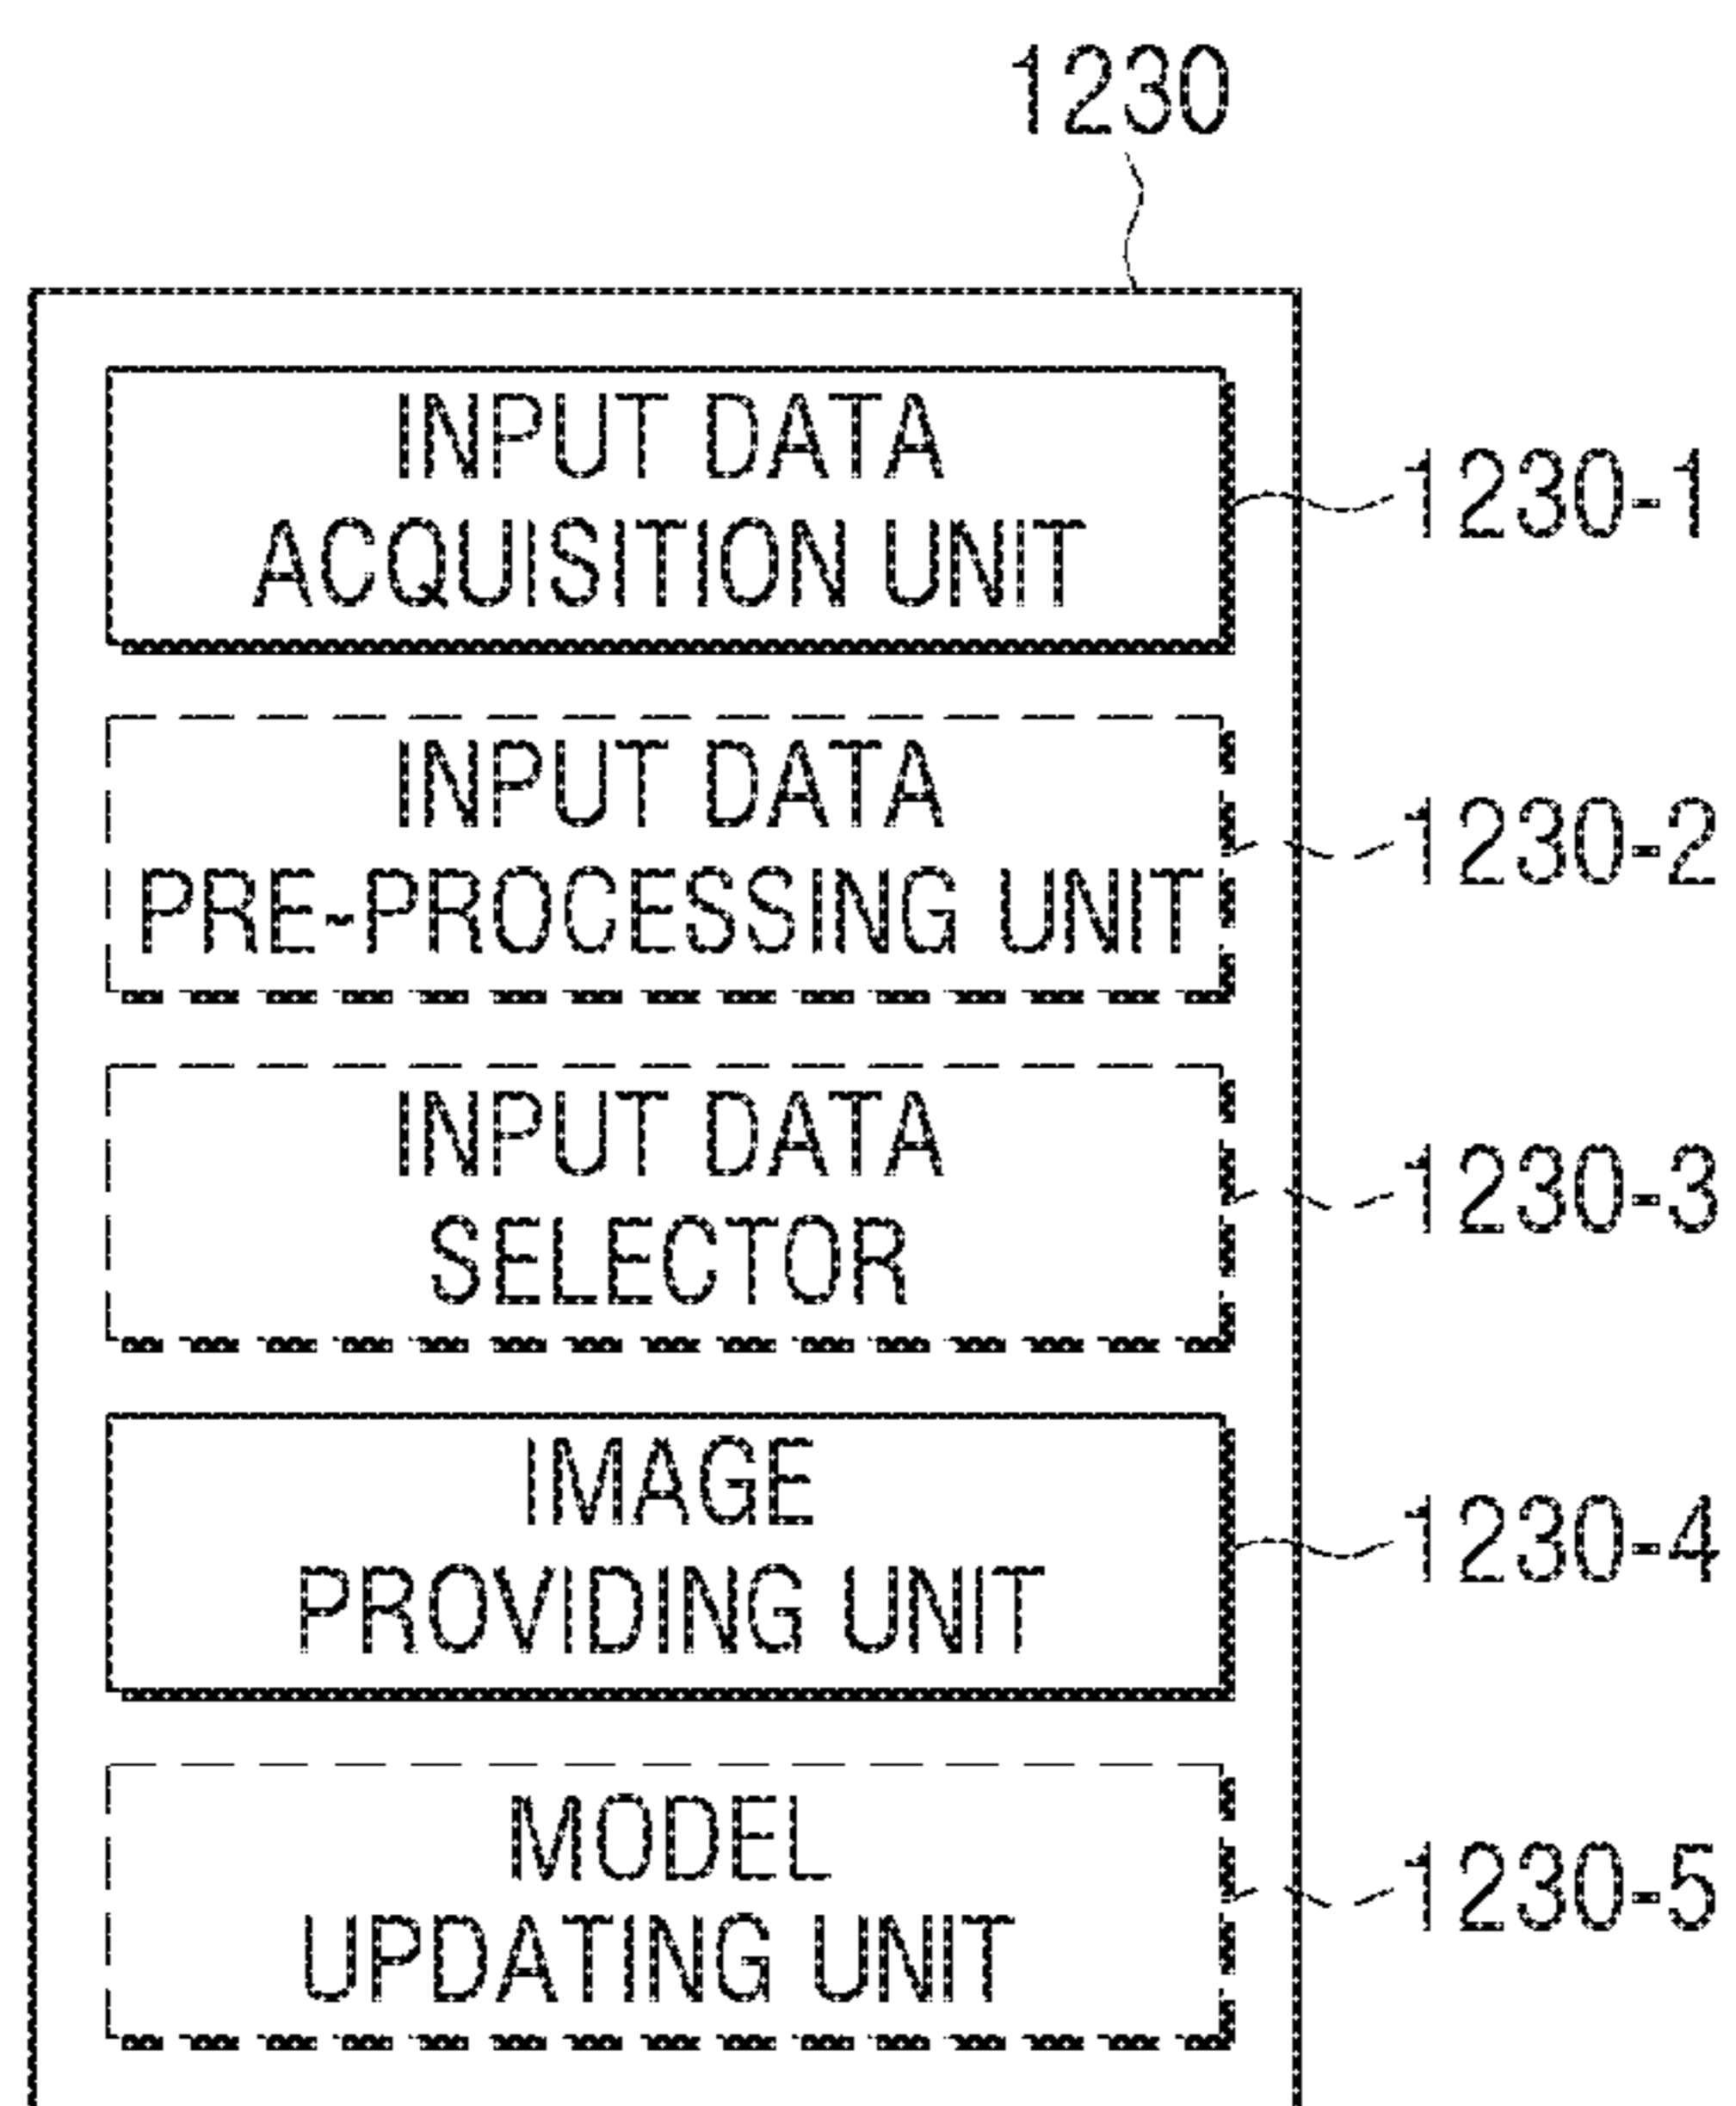 1230
INPUT DATA
ACQUISITION UNIT
1230-1
INPUT DATA
PRE-PROCESSING UNIT
1230-2
INPUT DATA
SELECTOR
1230-3
IMAGE
PROVIDING UNIT
1230-4
MODEL
UPDATING UNIT
1230-5